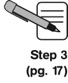 Step 3
(pg. 17)